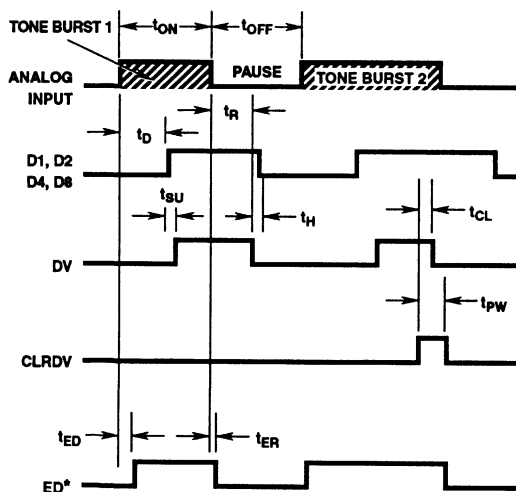 TONE BURST 1
tON
tOFF
ANALOG
INPUT
PAUSE
TONE BURST 2
tR
tD
D1, D2
D4, D8
tSU
tH
tCL
DV
tPW
CLRDV
tED
tER
ED*